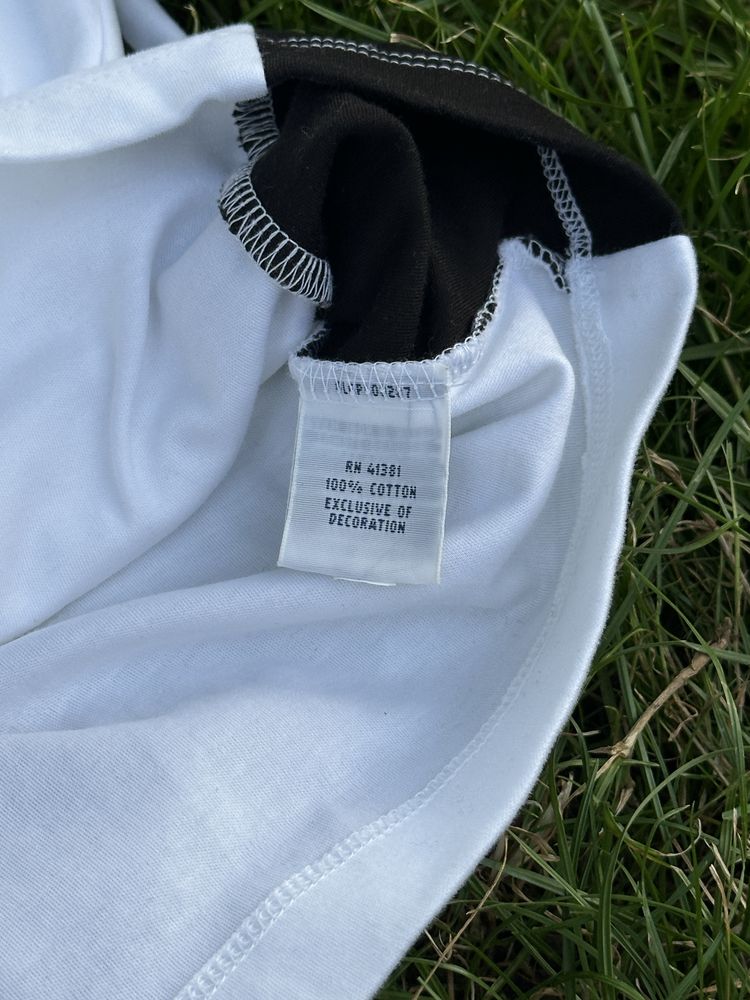 RN 41381
100% COTTON
EXCLUSIVE OF
DECORATION